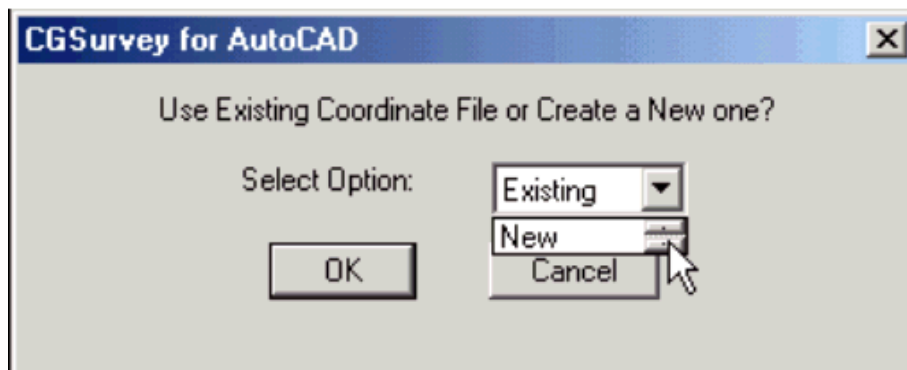 CGSurvey for AutoCAD
Use Existing Coordinate File or Create a New one?
Select Option:
Existing
New
OK
Cancel